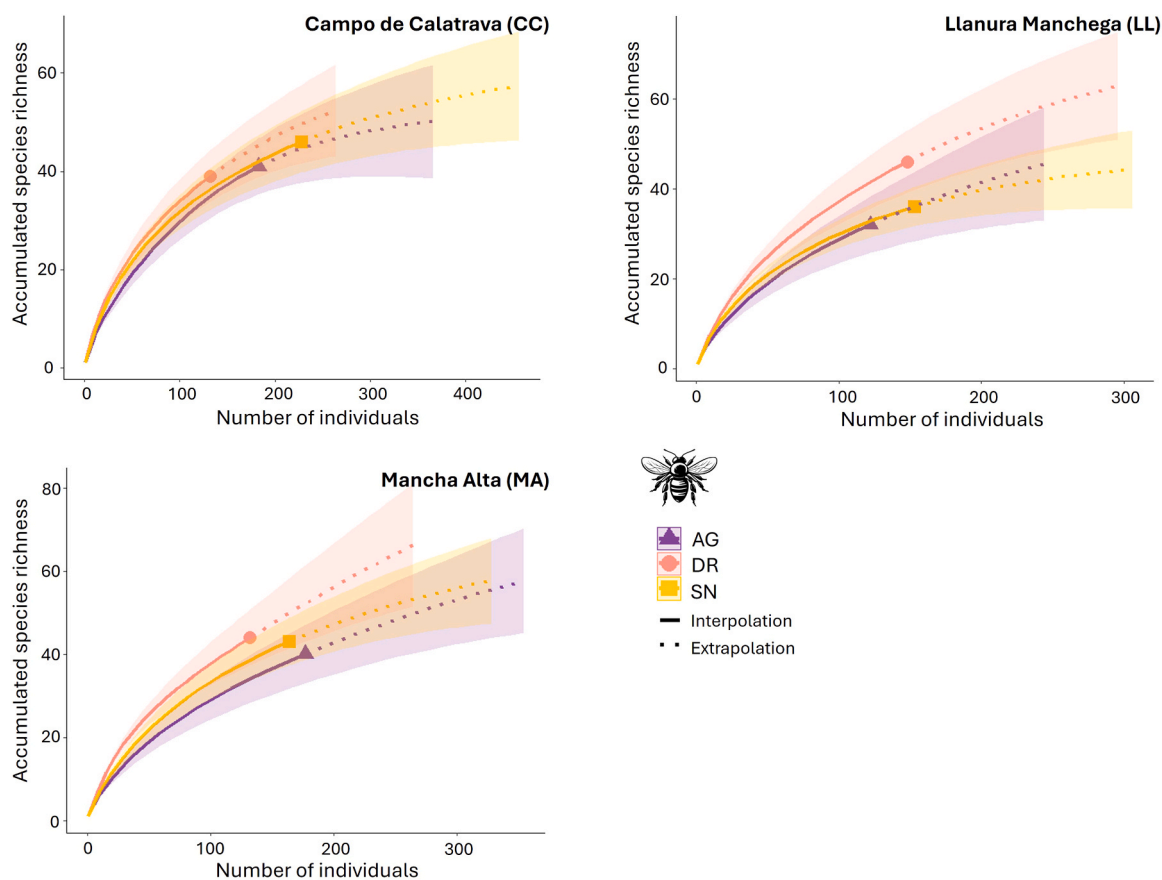 Campo de Calatrava (CC)
Accumulated species richness
60
40
20
0
0 100 200 300 400
Number of individuals
Llanura Manchega (LL)
Accumulated species richness
60
40
20
0
0 100 200 300
Number of individuals
Mancha Alta (MA)
Accumulated species richness
80
60
40
20
0
0 100 200 300
Number of individuals
AG
DR
SN
Interpolation
Extrapolation